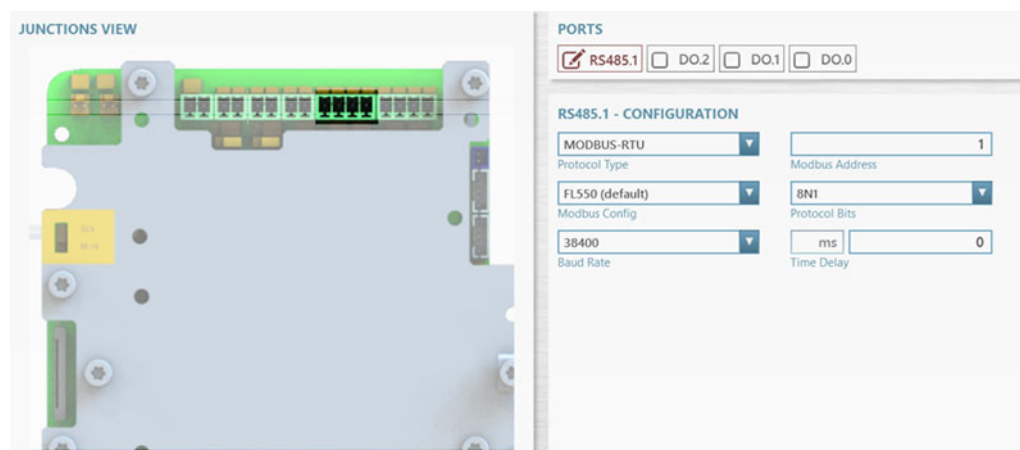 JUNCTIONS VIEW
PORTS
RS485.1 DO.2 DO.1 DO.0
RS485.1 - CONFIGURATION
MODBUS-RTU 1
Protocol Type Modbus Address
FL550 (default) 8N1
Modbus Config Protocol Bits
38400 ms 0
Baud Rate Time Delay